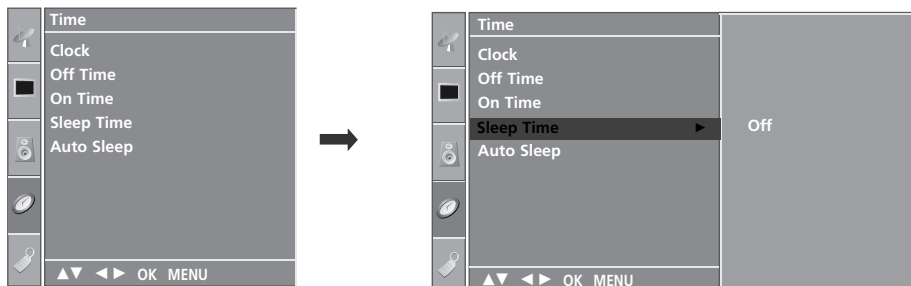 Time
Clock
Off Time
On Time
Sleep Time
Auto Sleep
▲▼ ◄► OK MENU
Time
Clock
Off Time
On Time
Sleep Time ►
Off
Auto Sleep
▲▼ ◄► OK MENU